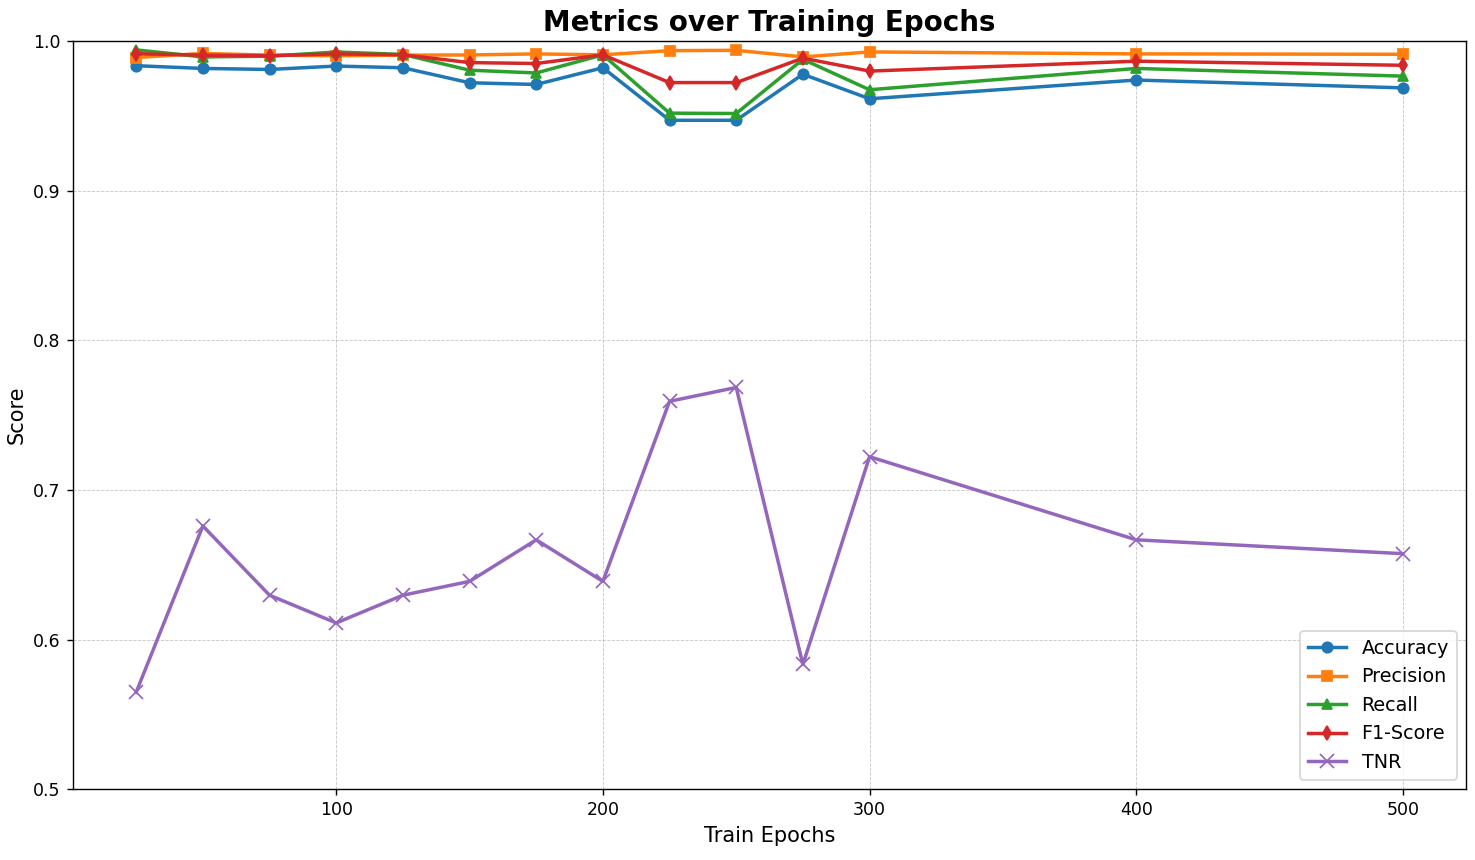 Metrics over Training Epochs
1.0
0.9
0.8
0.7
0.6
0.5
Score
100
200
300
400
500
Train Epochs
Accuracy
Precision
Recall
F1-Score
TNR